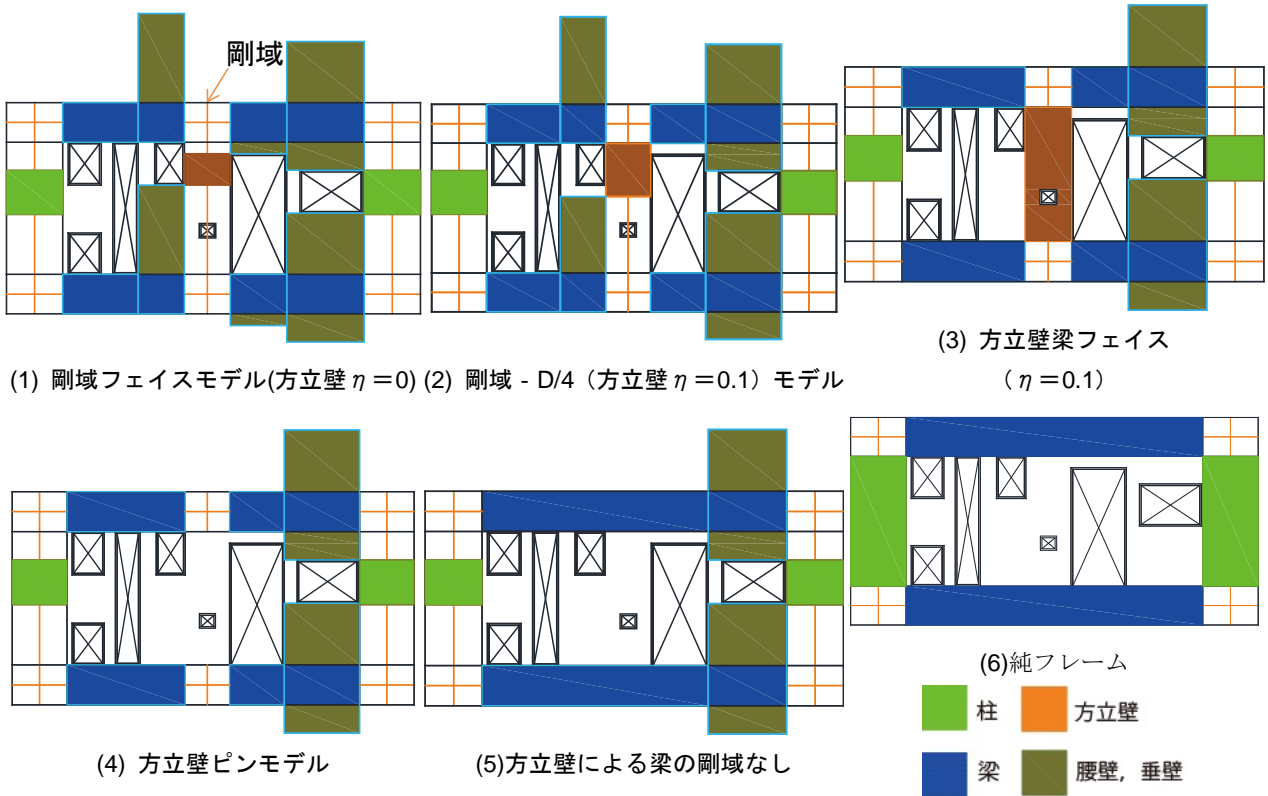 剛域
(1) 剛域フェイスモデル(方立壁η=0)
(2) 剛域 - D/4（方立壁η=0.1）モデル
(3) 方立壁梁フェイス
（η=0.1）
(4) 方立壁ピンモデル
(5)方立壁による梁の剛域なし
(6)純フレーム
柱
方立壁
梁
腰壁，垂壁